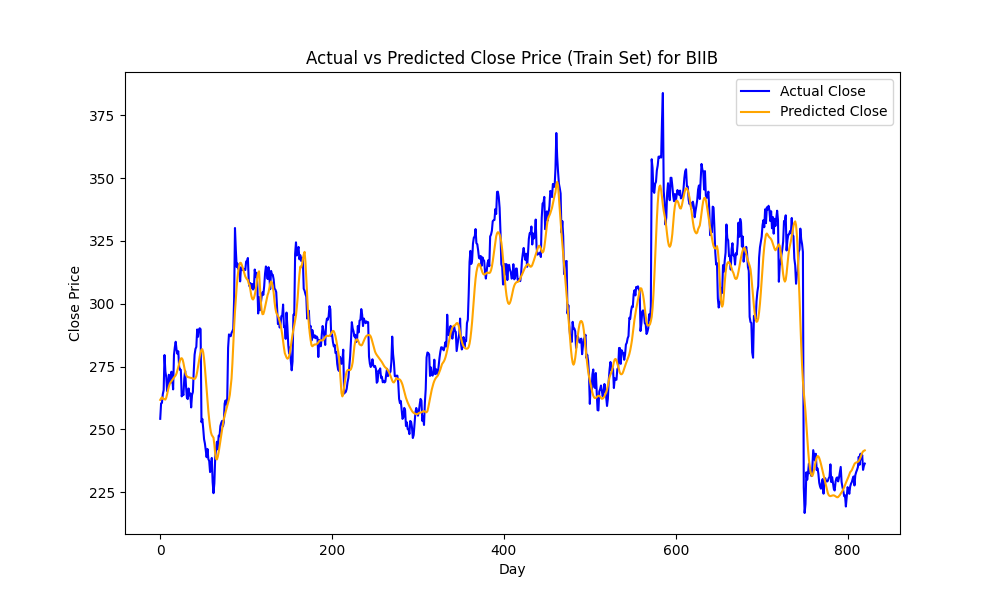 Actual vs Predicted Close Price (Train Set) for BIIB
Actual Close
Predicted Close
Close Price
375
350
325
300
275
250
225
0 200 400 600 800
Day